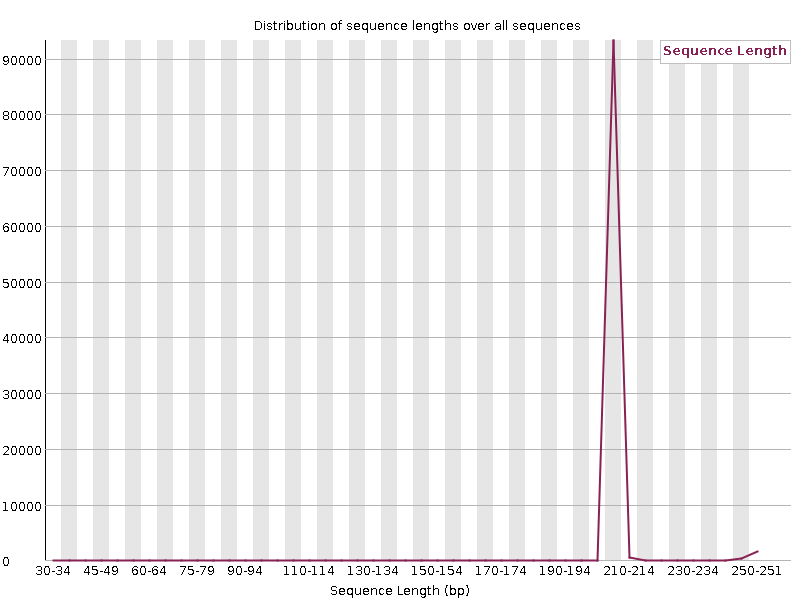 Distribution of sequence lengths over all sequences
Sequence Length
90000
80000
70000
60000
50000
40000
30000
20000
10000
0
30-34 45-49 60-64 75-79 90-94 110-114 130-134 150-154 170-174 190-194 210-214 230-234 250-251
Sequence Length (bp)